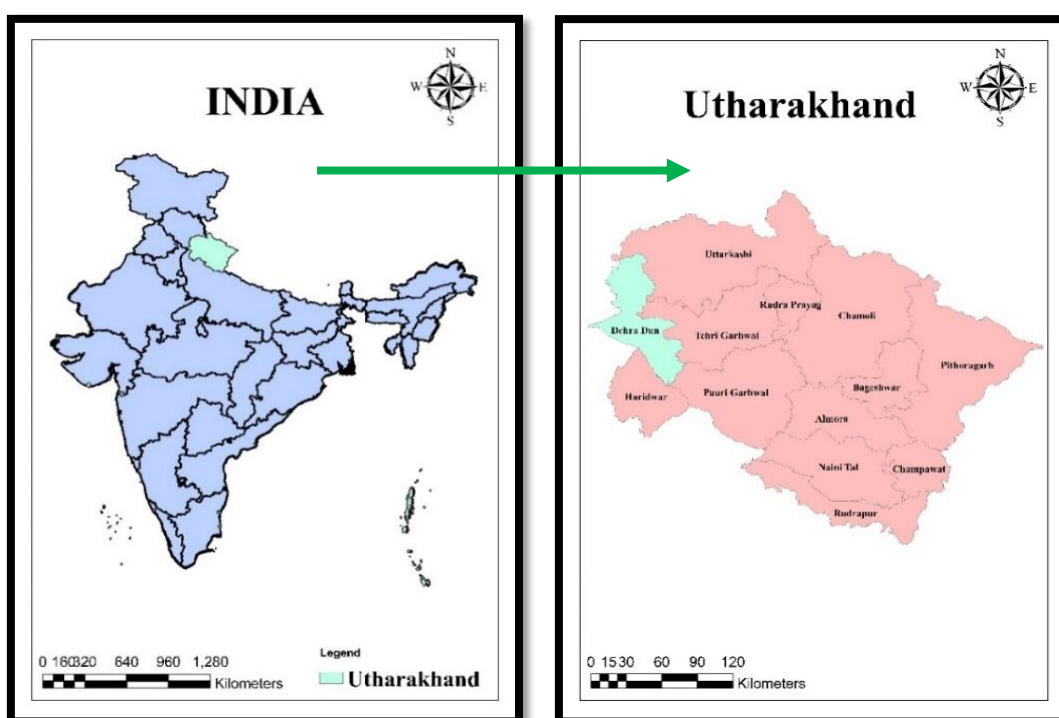 N
W E
S
INDIA
0 160320 640 960 1,280
Kilometers
Legend
Utharakhand
N
W E
S
Utharakhand
Uttarkashi
Rudra Prayag
Chamoli
Dehra Dun
Tehri Garhwal
Pithoragarh
Haridwar
Pauri Garhwal
Bageshwar
Almora
Naini Tal
Champawat
Rudrapur
0 15 30 60 90 120
Kilometers